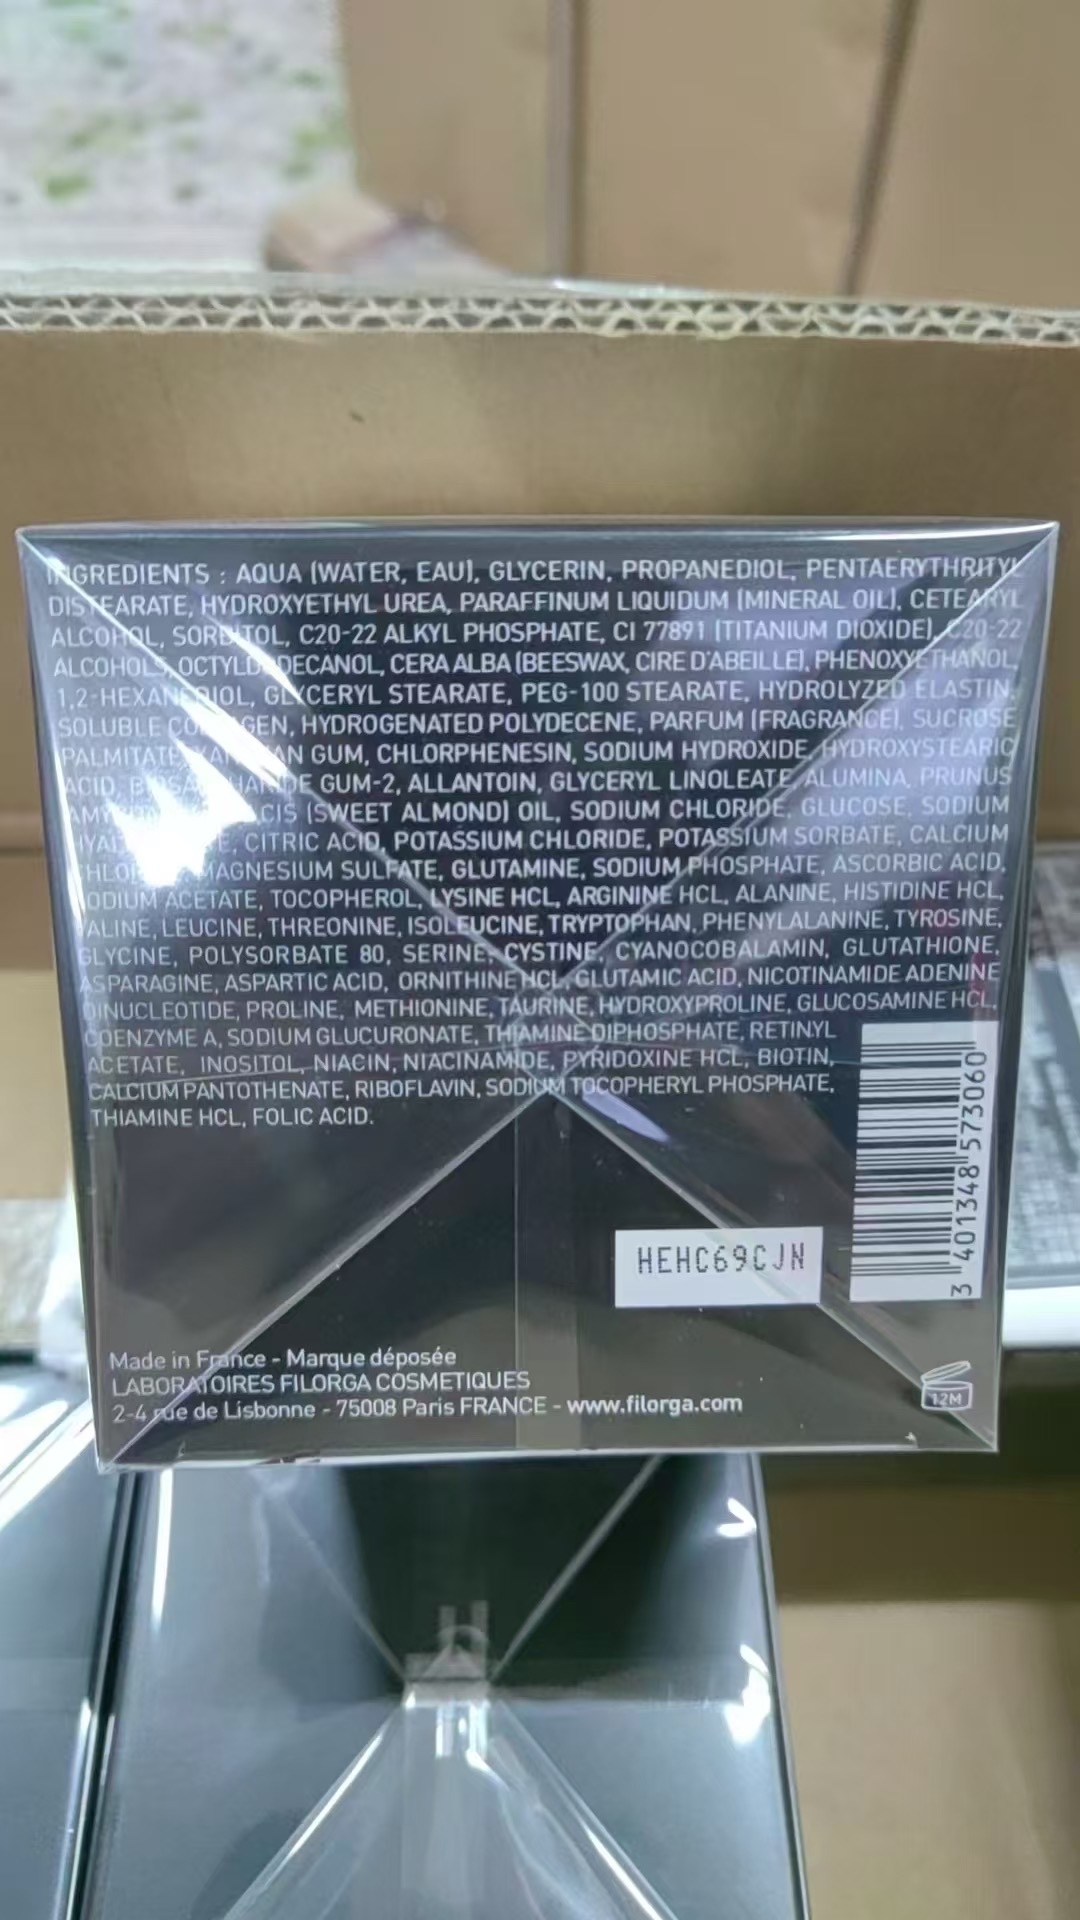 INGREDIENTS : AQUA (WATER, EAU), GLYCERIN, PROPANEDIOL, PENTAERYTHRITYL
DISTEARATE, HYDROXYETHYL UREA, PARAFFINUM LIQUIDUM (MINERAL OIL), CETEARYL
ALCOHOL, SORBITOL, C20-22 ALKYL PHOSPHATE, CI 77891 (TITANIUM DIOXIDE), C20-22
ALCOHOLS, OCTYLDODECANOL, CERA ALBA (BEESWAX, CIRE D'ABEILLE), PHENOXYETHANOL,
1,2-HEXANEDIOL, GLYCERYL STEARATE, PEG-100 STEARATE, HYDROLYZED ELASTIN,
SOLUBLE COLLAGEN, HYDROGENATED POLYDECENE, PARFUM (FRAGRANCE), SUCROSE
PALMITATE, GUM, CHLORPHENESIN, SODIUM HYDROXIDE, HYDROXYSTEARIC
ACID, GUM-2, ALLANTOIN, GLYCERYL LINOLEATE, ALUMINA, PRUNUS
(SWEET ALMOND) OIL, SODIUM CHLORIDE, GLUCOSE, SODIUM
CITRIC ACID, POTASSIUM CHLORIDE, POTASSIUM SORBATE, CALCIUM
MAGNESIUM SULFATE, GLUTAMINE, SODIUM PHOSPHATE, ASCORBIC ACID,
SODIUM ACETATE, TOCOPHEROL, LYSINE HCL, ARGININE HCL, ALANINE, HISTIDINE HCL,
VALINE, LEUCINE, THREONINE, ISOLEUCINE, TRYPTOPHAN, PHENYLALANINE, TYROSINE,
GLYCINE, POLYSORBATE 80, SERINE, CYSTINE, CYANOCOBALAMIN, GLUTATHIONE,
ASPARAGINE, ASPARTIC ACID, ORNITHINE HCL, GLUTAMIC ACID, NICOTINAMIDE ADENINE
DINUCLEOTIDE, PROLINE, METHIONINE, TAURINE, HYDROXYPROLINE, GLUCOSAMINE HCL,
COENZYME A, SODIUM GLUCURONATE, THIAMINE DIPHOSPHATE, RETINYL
ACETATE, INOSITOL, NIACIN, NIACINAMIDE, PYRIDOXINE HCL, BIOTIN,
CALCIUM PANTOTHENATE, RIBOFLAVIN, SODIUM TOCOPHERYL PHOSPHATE,
THIAMINE HCL, FOLIC ACID.
3 401348 573060
HEHC69CJN
Made in France - Marque déposée
LABORATOIRES FILORGA COSMETIQUES
2-4 rue de Lisbonne - 75008 Paris FRANCE - www.filorga.com
12M